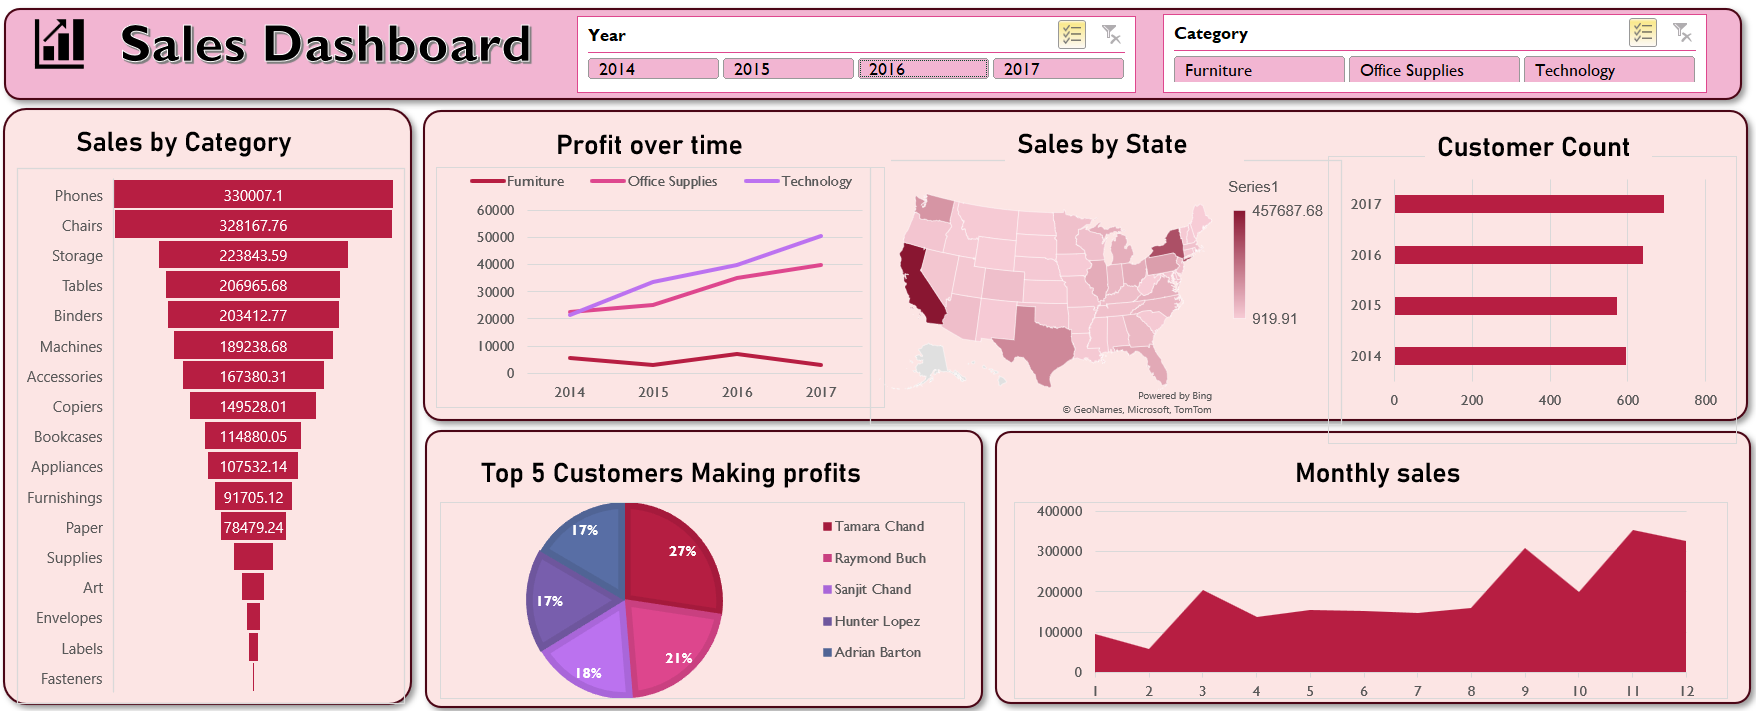 Sales Dashboard
Year
2014 2015 2016 2017
Category
Furniture Office Supplies Technology
Sales by Category
Phones 330007.1
Chairs 328167.76
Storage 223843.59
Tables 206965.68
Binders 203412.77
Machines 189238.68
Accessories 167380.31
Copiers 149528.01
Bookcases 114880.05
Appliances 107532.14
Furnishings 91705.12
Paper 78479.24
Supplies
Art
Envelopes
Labels
Fasteners
Profit over time
Furniture Office Supplies Technology
60000
50000
40000
30000
20000
10000
0
2014 2015 2016 2017
Sales by State
Series1
457687.68
919.91
Powered by Bing
© GeoNames, Microsoft, TomTom
Customer Count
2017
2016
2015
2014
0 200 400 600 800
Top 5 Customers Making profits
27%
21%
18%
17%
17%
Tamara Chand
Raymond Buch
Sanjit Chand
Hunter Lopez
Adrian Barton
Monthly sales
400000
300000
200000
100000
0
1 2 3 4 5 6 7 8 9 10 11 12